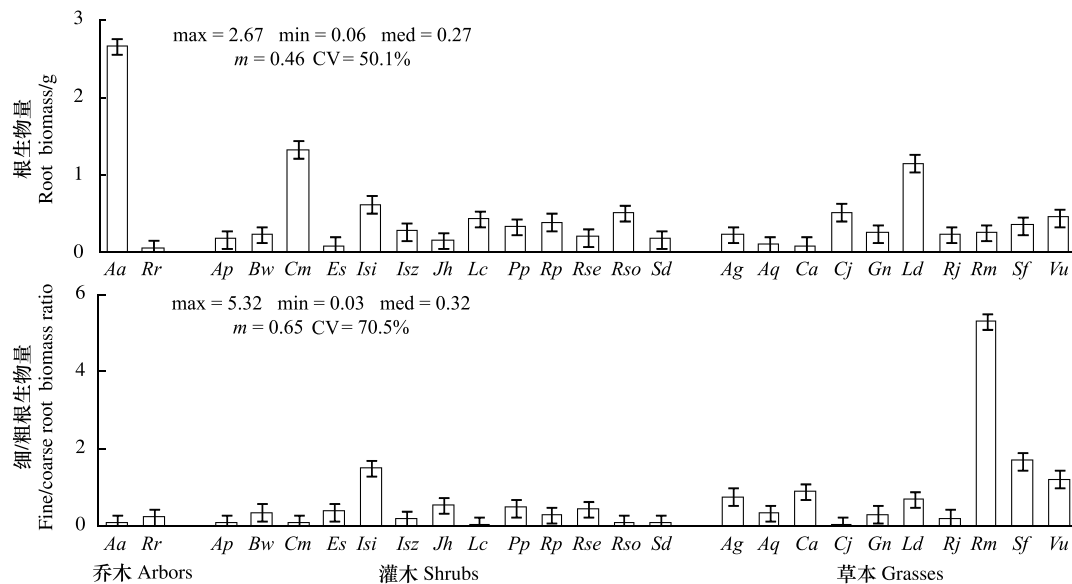 3
max = 2.67 min = 0.06 med = 0.27
m = 0.46 CV = 50.1%
2
1
0
根生物量
Root biomass/g
Aa Rr Ap Bw Cm Es Isi Isz Jh Lc Pp Rp Rse Rso Sd Ag Aq Ca Cj Gn Ld Rj Rm Sf Vu
max = 5.32 min = 0.03 med = 0.32
m = 0.65 CV = 70.5%
6
4
2
0
细/粗根生物量
Fine/coarse root biomass ratio
Aa Rr Ap Bw Cm Es Isi Isz Jh Lc Pp Rp Rse Rso Sd Ag Aq Ca Cj Gn Ld Rj Rm Sf Vu
乔木 Arbors 灌木 Shrubs 草本 Grasses